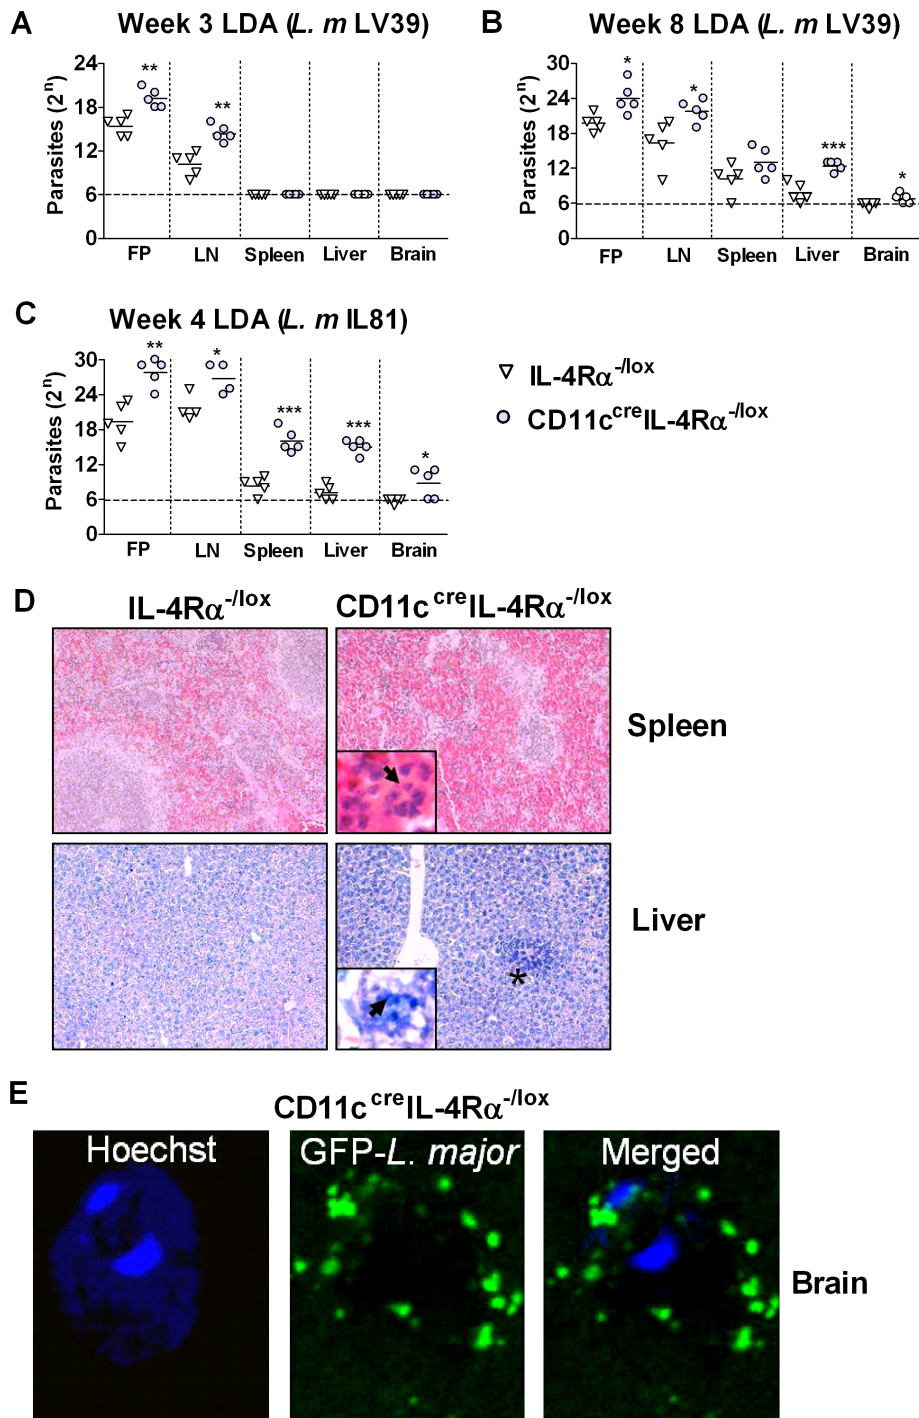 A
Week 3 LDA (L. m LV39)
Parasites (2ⁿ)
24
18
12
6
0
**
**
FP
LN
Spleen
Liver
Brain
B
Week 8 LDA (L. m LV39)
Parasites (2ⁿ)
30
24
18
12
6
0
*
*
***
*
FP
LN
Spleen
Liver
Brain
C
Week 4 LDA (L. m IL81)
Parasites (2ⁿ)
30
24
18
12
6
0
**
*
***
***
*
FP
LN
Spleen
Liver
Brain
IL-4Rα-/lox
CD11ccreIL-4Rα-/lox
D
IL-4Rα-/lox
CD11c creIL-4Rα-/lox
Spleen
Liver
*
E
CD11c creIL-4Rα-/lox
Hoechst
GFP-L. major
Merged
Brain